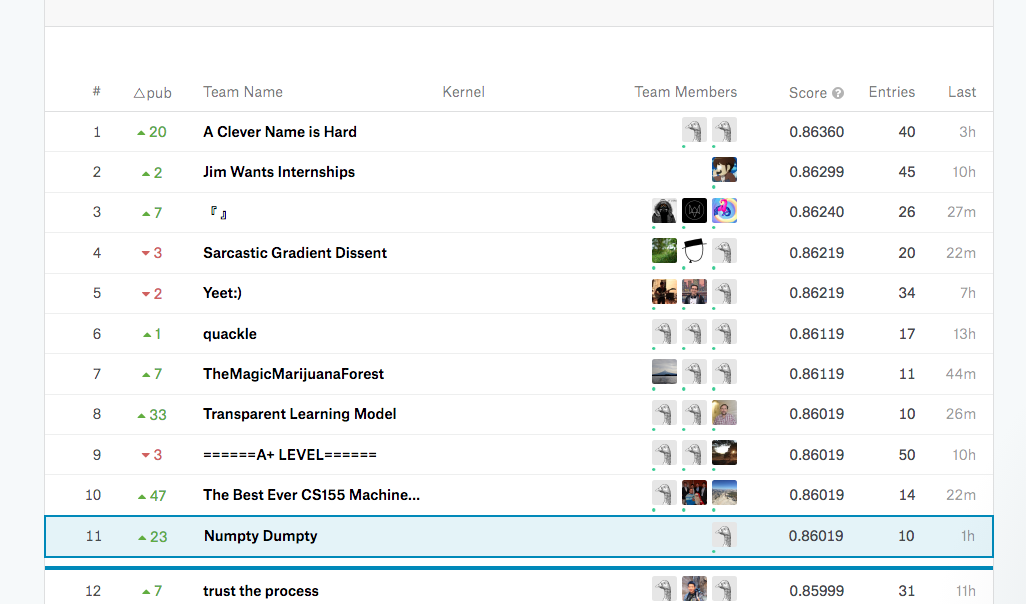 # △pub Team Name Kernel Team Members Score ? Entries Last
1 ▲ 20 A Clever Name is Hard 0.86360 40 3h
2 ▲ 2 Jim Wants Internships 0.86299 45 10h
3 ▲ 7 『』 0.86240 26 27m
4 ▼ 3 Sarcastic Gradient Dissent 0.86219 20 22m
5 ▼ 2 Yeet:) 0.86219 34 7h
6 ▲ 1 quackle 0.86119 17 13h
7 ▲ 7 TheMagicMarijuanaForest 0.86119 11 44m
8 ▲ 33 Transparent Learning Model 0.86019 10 26m
9 ▼ 3 ======A+ LEVEL====== 0.86019 50 10h
10 ▲ 47 The Best Ever CS155 Machine... 0.86019 14 22m
11 ▲ 23 Numpty Dumpty 0.86019 10 1h
12 ▲ 7 trust the process 0.85999 31 11h